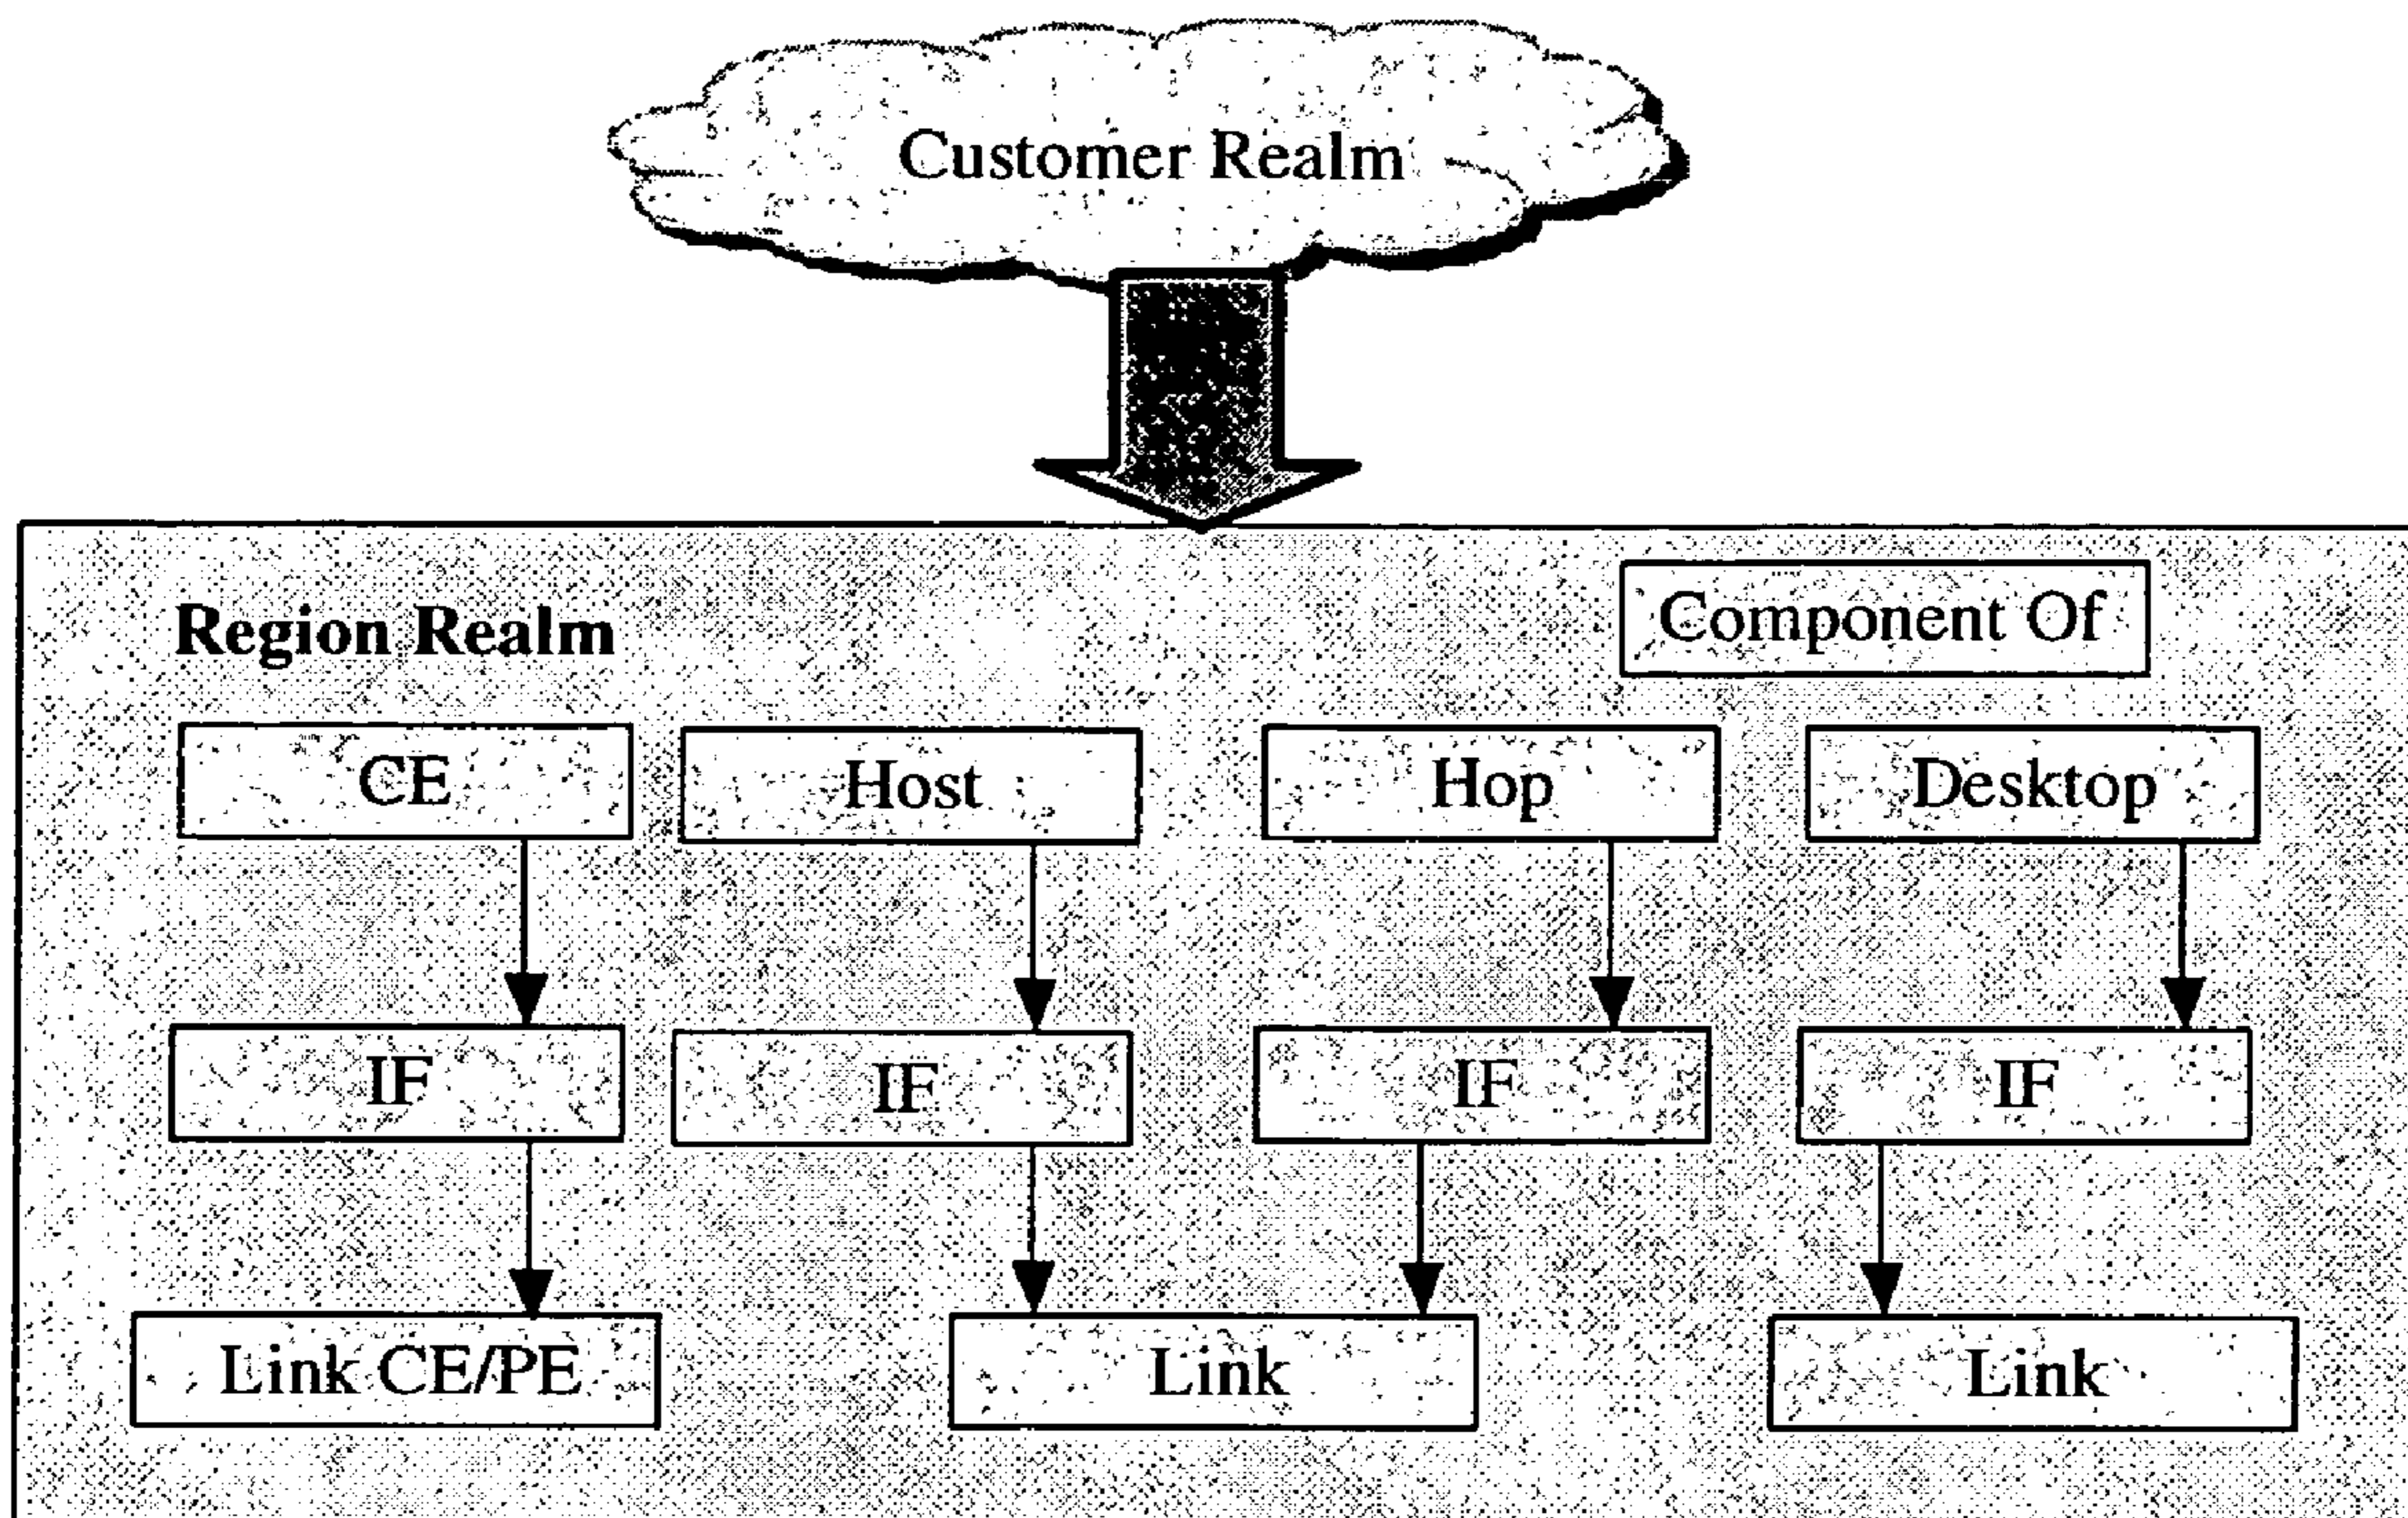 Customer Realm
Region Realm
Component Of
CE
Host
Hop
Desktop
IF
IF
IF
IF
Link CE/PE
Link
Link